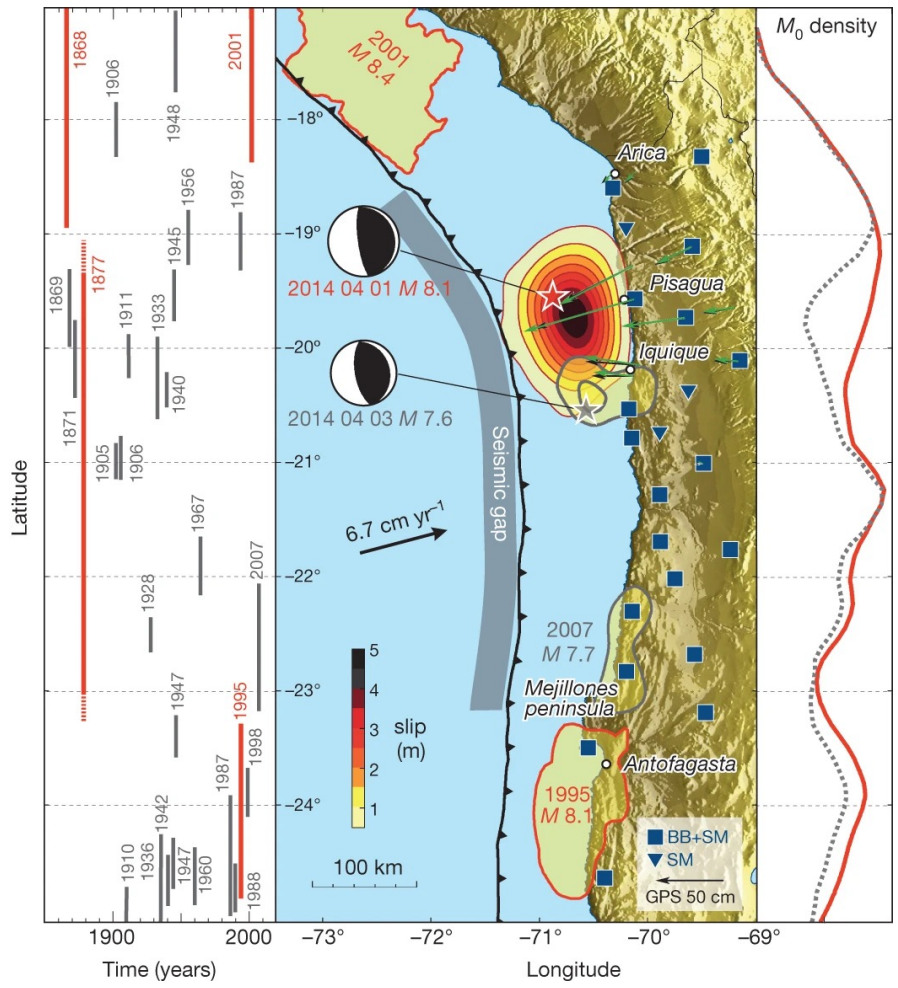 1868
2001
1906
1948
1956
1987
1945
1869
1877
1911
1933
1940
1871
1905
1906
1967
2007
1928
1947
1995
1998
1987
1942
1936
1910
1947
1960
1988
Latitude
1900
1950
2000
Time (years)
−18°
−19°
−20°
−21°
−22°
−23°
−24°
2001
M 8.4
Arica
2014 04 01 M 8.1
Pisagua
Iquique
2014 04 03 M 7.6
Seismic gap
6.7 cm yr⁻¹
2007
M 7.7
Mejillones
peninsula
5
4
3
2
1
slip
(m)
Antofagasta
1995
M 8.1
100 km
BB+SM
SM
GPS 50 cm
−73°
−72°
−71°
−70°
−69°
Longitude
M₀ density